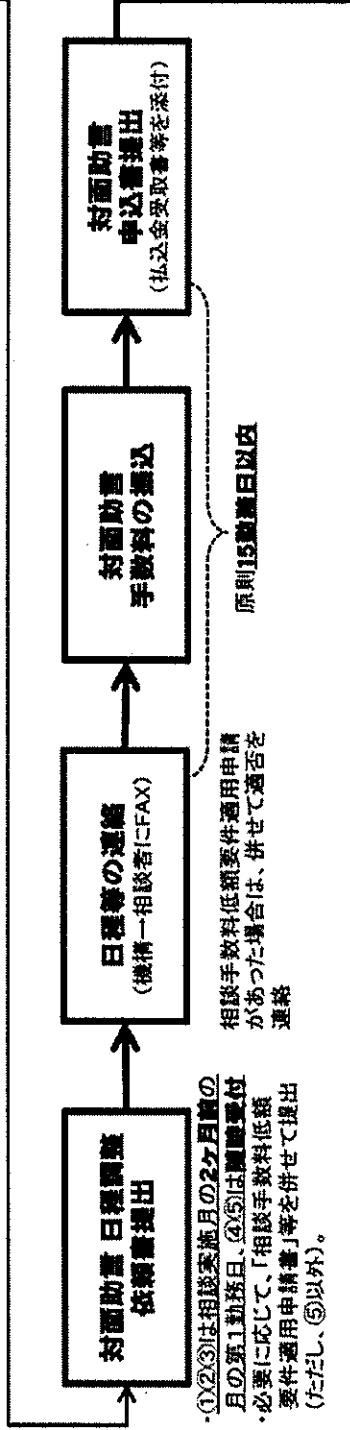 対面助言 日程調整
依頼書提出
・①②③は相談実施月の2ケ月前の
月の第1勤務日、④⑤は随時受付
・必要に応じて、「相談手数料低額
要件適用申請書」等を併せて提出
(ただし、⑤以外)。
日程等の連絡
(機構→相談者にFAX)
相談手数料低額要件適用申請
があった場合は、併せて適否を
連絡
対面助言
手数料の振込
対面助言
申込書提出
(払込金受取書等を添付)
原則15勤務日以内